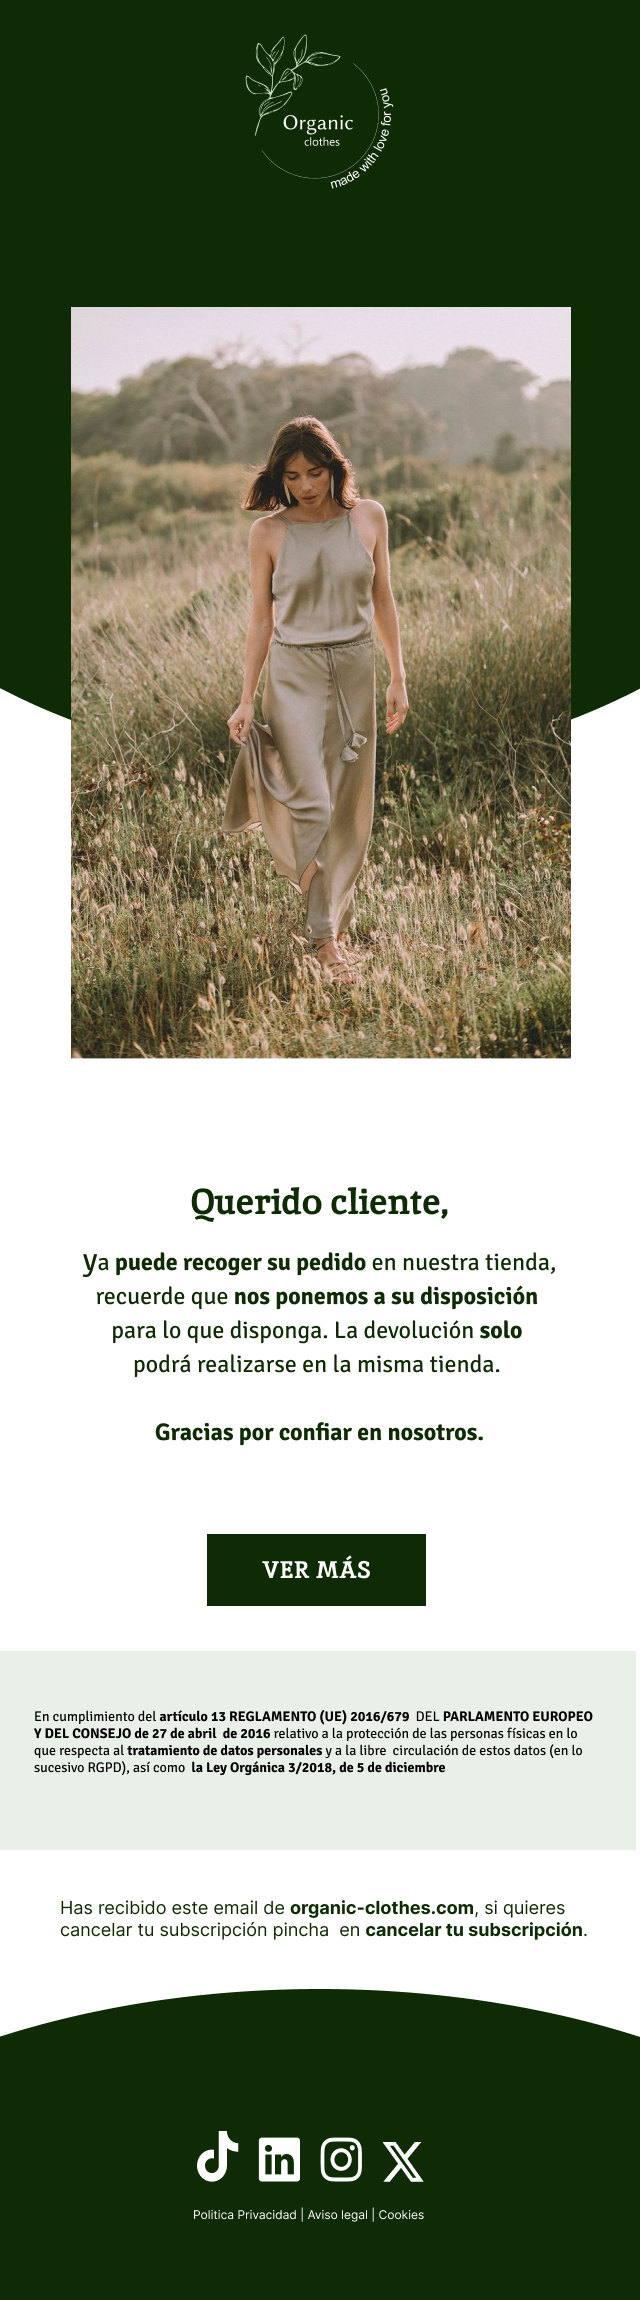 Organic
clothes
made with love for you
Querido cliente,
Ya puede recoger su pedido en nuestra tienda,
recuerde que nos ponemos a su disposición
para lo que disponga. La devolución solo
podrá realizarse en la misma tienda.
Gracias por confiar en nosotros.
VER MÁS
En cumplimiento del artículo 13 REGLAMENTO (UE) 2016/679 DEL PARLAMENTO EUROPEO
Y DEL CONSEJO de 27 de abril de 2016 relativo a la protección de las personas físicas en lo
que respecta al tratamiento de datos personales y a la libre circulación de estos datos (en lo
sucesivo RGPD), así como la Ley Orgánica 3/2018, de 5 de diciembre
Has recibido este email de organic-clothes.com, si quieres
cancelar tu subscripción pincha en cancelar tu subscripción.
Politica Privacidad | Aviso legal | Cookies